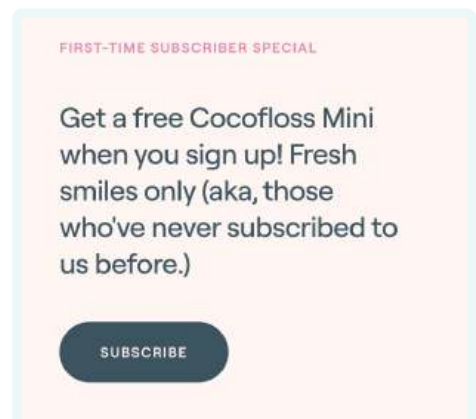 FIRST-TIME SUBSCRIBER SPECIAL
Get a free Cocofloss Mini
when you sign up! Fresh
smiles only (aka, those
who've never subscribed to
us before.)
SUBSCRIBE